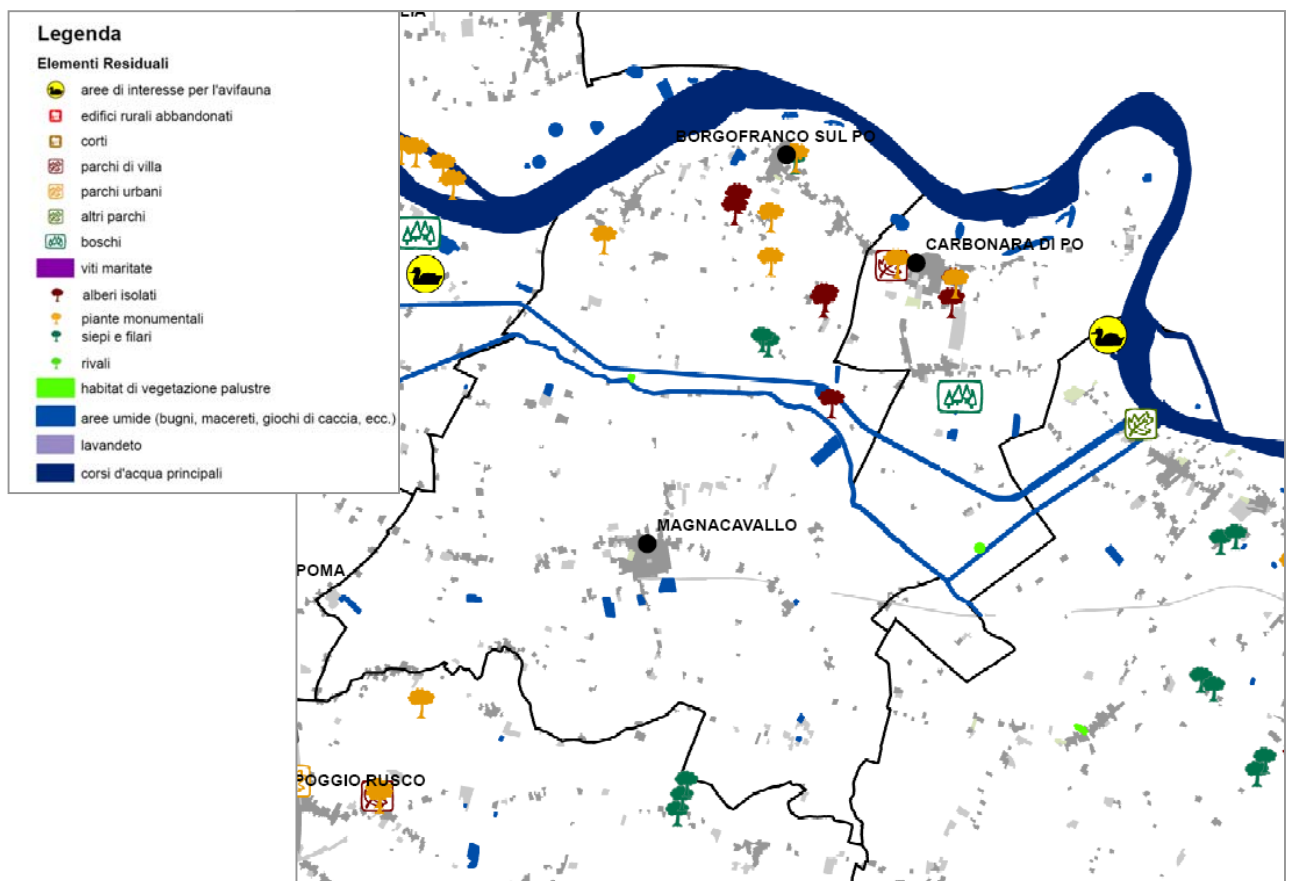 Legenda
Elementi Residuali
aree di interesse per l'avifauna
edifici rurali abbandonati
corti
parchi di villa
parchi urbani
altri parchi
boschi
viti maritate
alberi isolati
piante monumentali
siepi e filari
rivali
habitat di vegetazione palustre
aree umide (bugni, macereti, giochi di caccia, ecc.)
lavandeto
corsi d'acqua principali
LIA
BORGOFRANCO SUL PO
CARBONARA DI PO
MAGNACAVALLO
POMA
POGGIO RUSCO